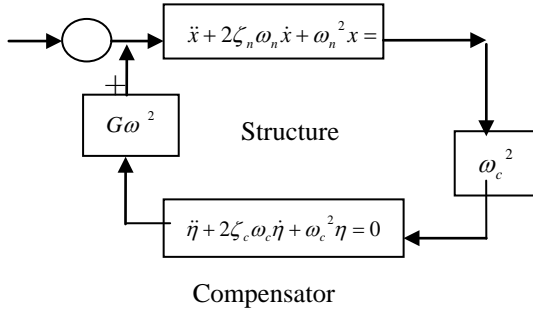 ẍ + 2ζₙωₙẋ + ωₙ²x =
+
Gω²
Structure
ω_c²
η̈ + 2ζ_cω_cη̇ + ω_c²η = 0
Compensator